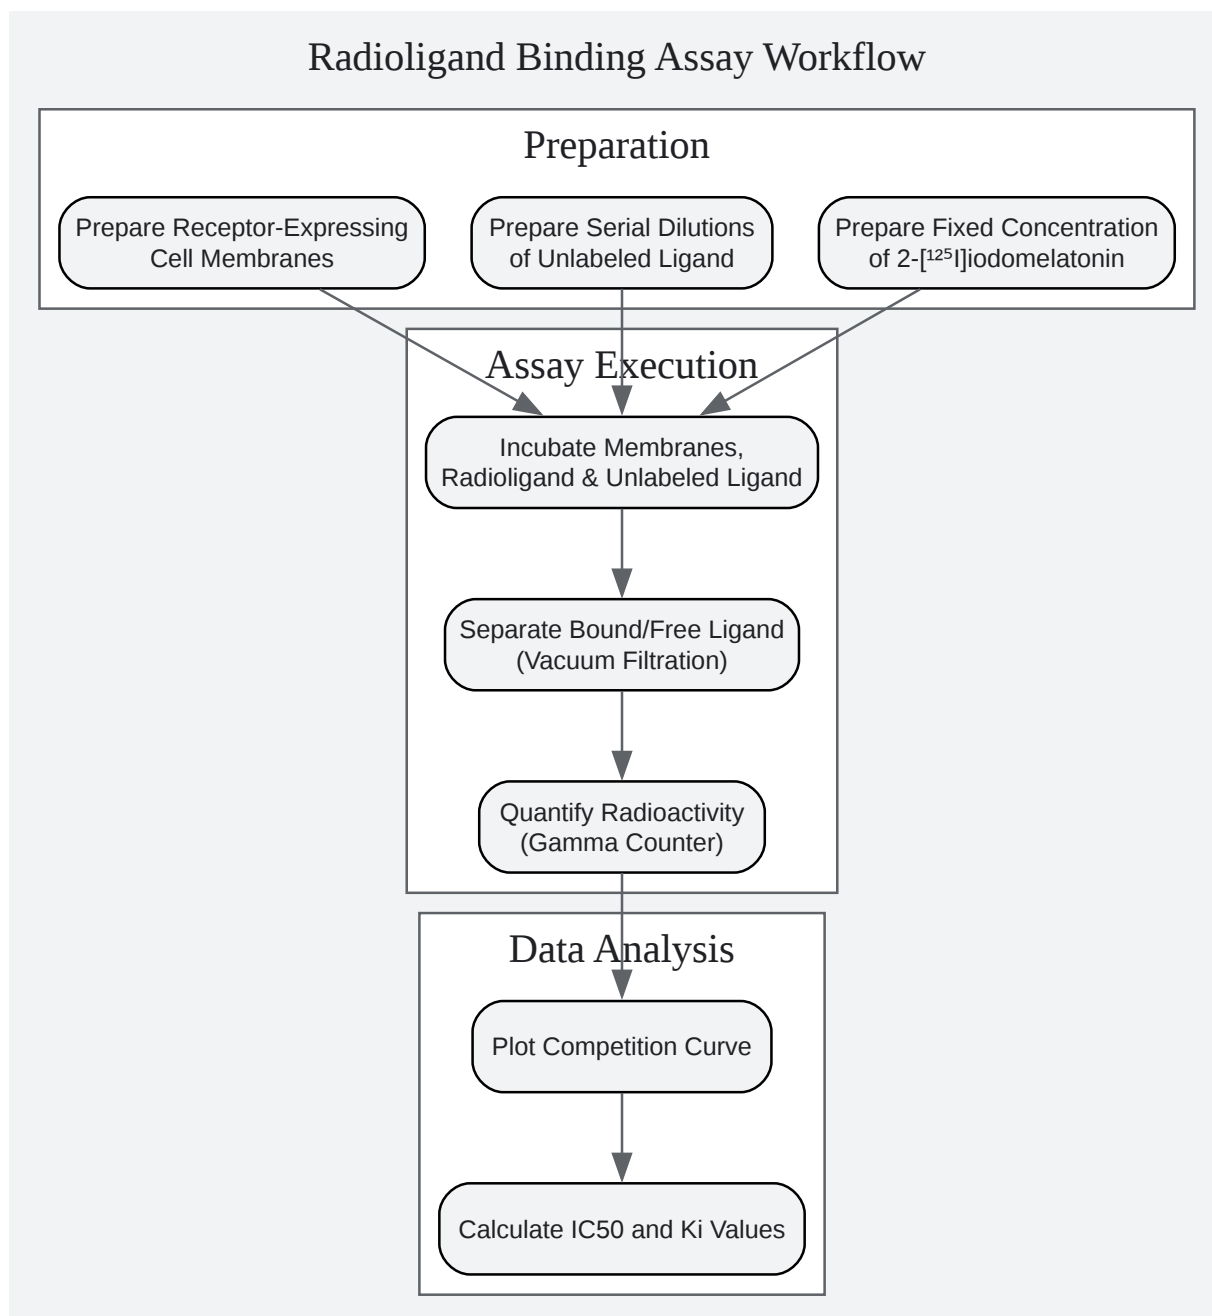 Radioligand Binding Assay Workflow
Preparation
Prepare Receptor-Expressing
Cell Membranes
Prepare Serial Dilutions
of Unlabeled Ligand
Prepare Fixed Concentration
of 2-[¹²⁵I]iodomelatonin
Assay Execution
Incubate Membranes,
Radioligand & Unlabeled Ligand
Separate Bound/Free Ligand
(Vacuum Filtration)
Quantify Radioactivity
(Gamma Counter)
Data Analysis
Plot Competition Curve
Calculate IC50 and Ki Values